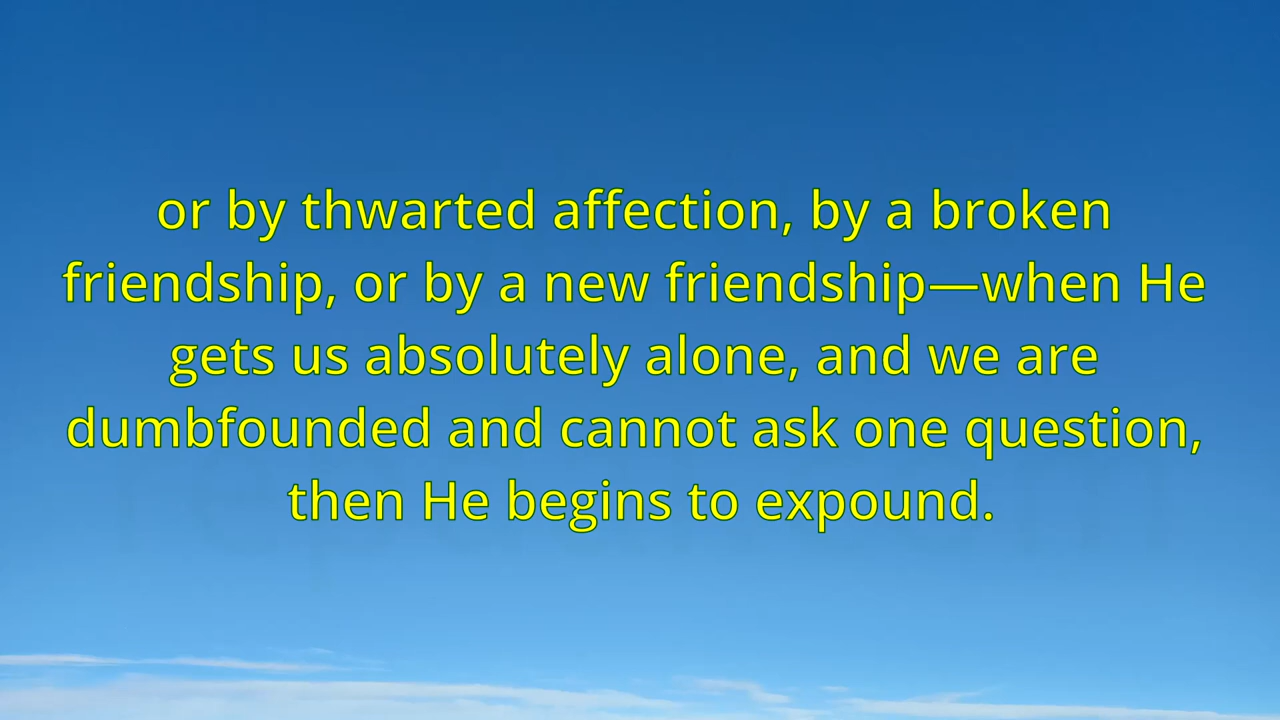 or by thwarted affection, by a broken
friendship, or by a new friendship—when He
gets us absolutely alone, and we are
dumbfounded and cannot ask one question,
then He begins to expound.